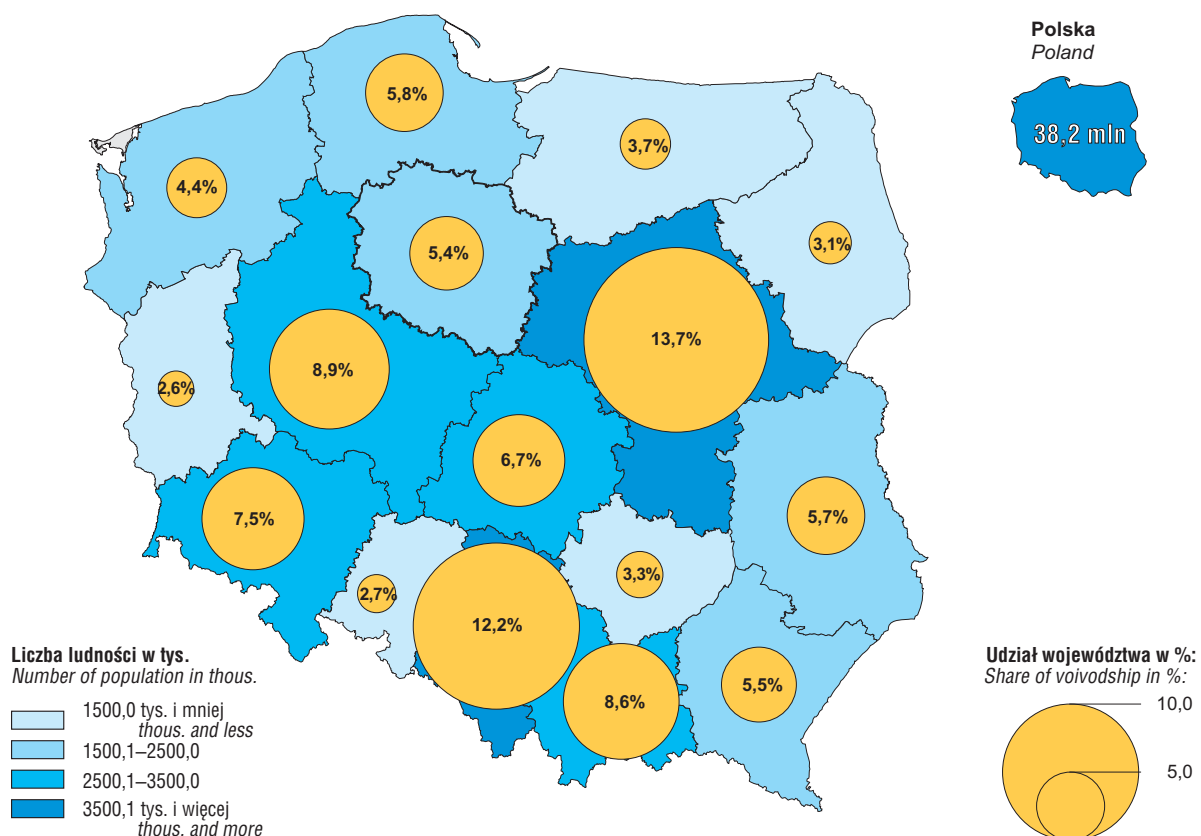 Polska
Poland
38,2 mln
5,8%
3,7%
4,4%
3,1%
5,4%
13,7%
8,9%
2,6%
6,7%
7,5%
5,7%
3,3%
2,7%
12,2%
5,5%
8,6%
Liczba ludności w tys.
Number of population in thous.
1500,0 tys. i mniej
thous. and less
1500,1–2500,0
2500,1–3500,0
3500,1 tys. i więcej
thous. and more
Udział województwa w %:
Share of voivodship in %:
10,0
5,0